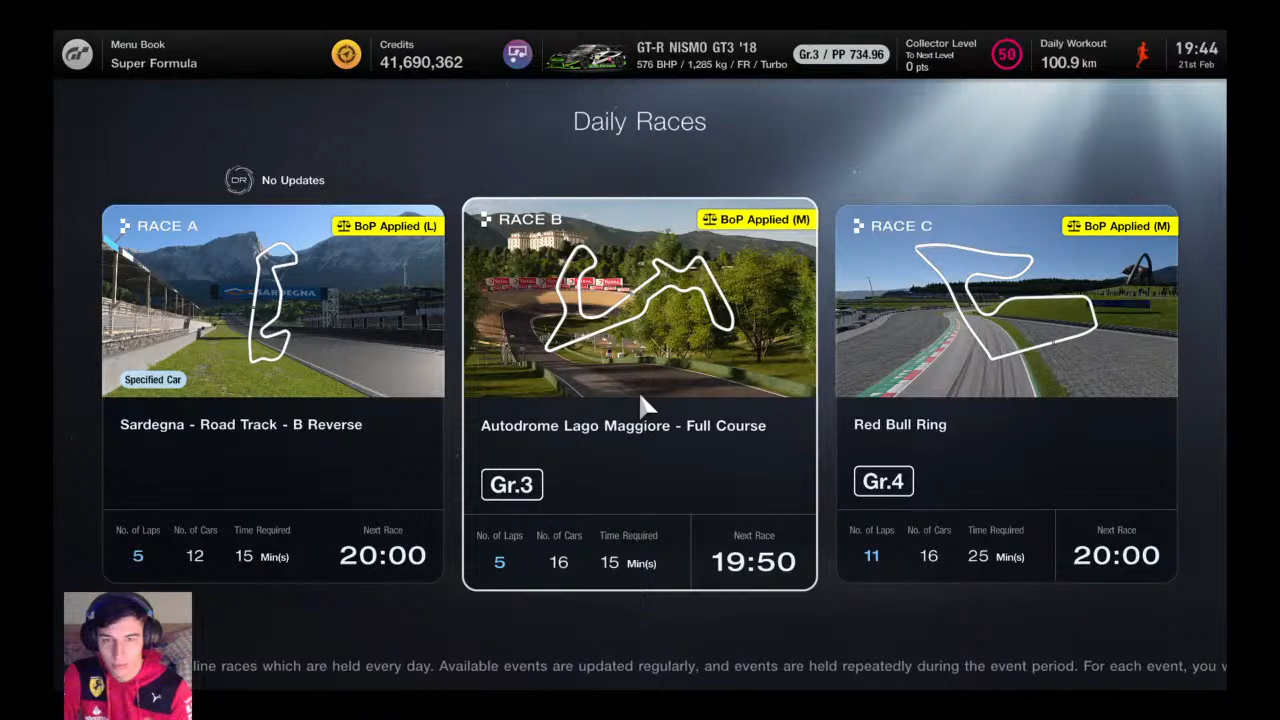 Menu Book
Super Formula
Credits
41,690,362
GT-R NISMO GT3 '18
576 BHP / 1,285 kg / FR / Turbo
Gr.3 / PP 734.96
Collector Level
To Next Level
0 pts
50
Daily Workout
100.9 km
19:44
21st Feb
Daily Races
DR
No Updates
RACE A
BoP Applied (L)
SARDEGNA
Specified Car
Sardegna - Road Track - B Reverse
No. of Laps
No. of Cars
Time Required
Next Race
5
12
15 Min(s)
20:00
RACE B
BoP Applied (M)
TOTAL
Autodrome Lago Maggiore - Full Course
Gr.3
No. of Laps
No. of Cars
Time Required
Next Race
5
16
15 Min(s)
19:50
RACE C
BoP Applied (M)
Red Bull Ring
Gr.4
No. of Laps
No. of Cars
Time Required
Next Race
11
16
25 Min(s)
20:00
line races which are held every day. Available events are updated regularly, and events are held repeatedly during the event period. For each event, you